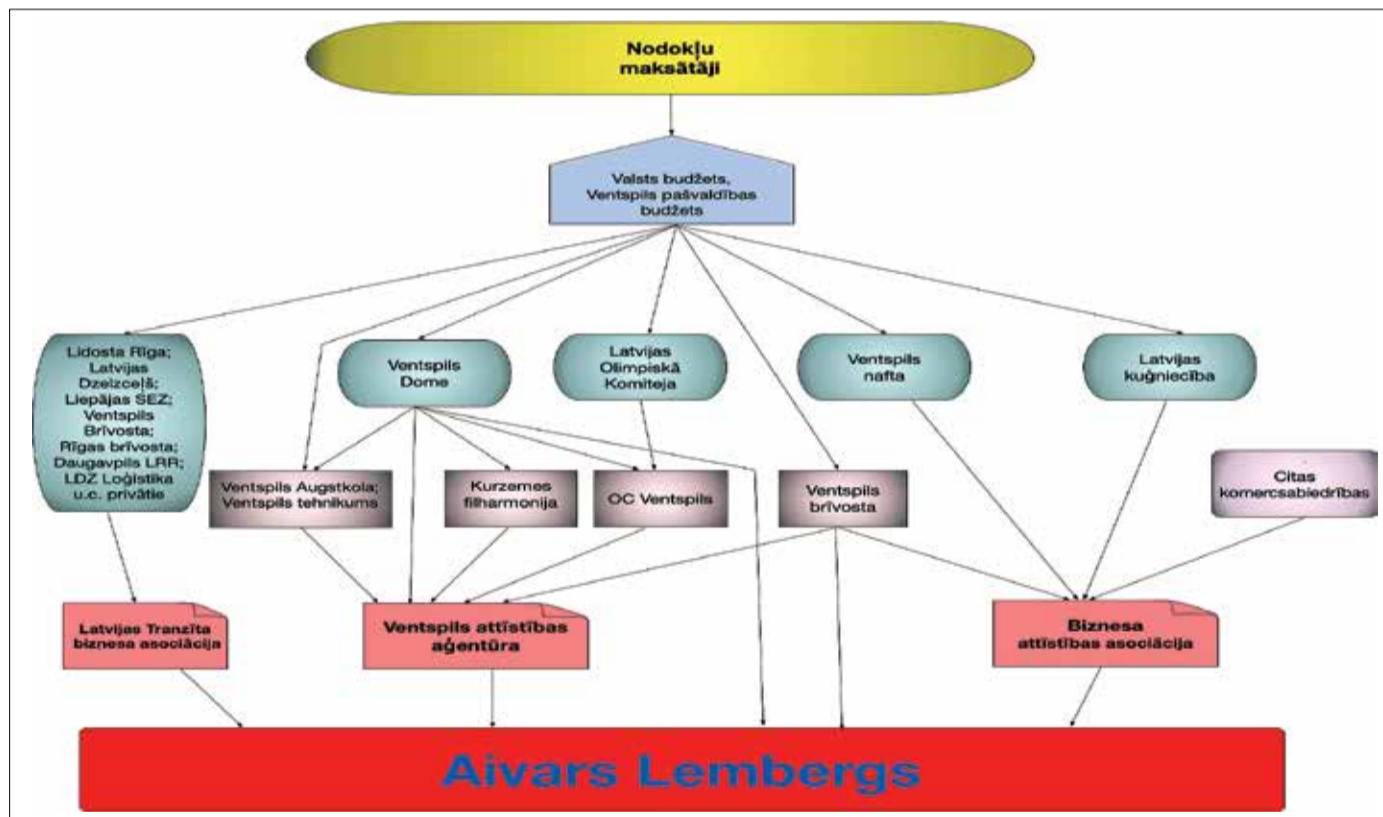 Nodokļu
maksātāji
Valsts budžets,
Ventspils pašvaldības
budžets
Lidosta Rīga;
Latvijas
Dzelzceļš;
Liepājas SEZ;
Ventspils
Brīvosta;
Rīgas brīvosta;
Daugavpils LRR;
LDZ Loģistika
u.c. privātie
Ventspils
Dome
Latvijas
Olimpiskā
Komiteja
Ventspils
nafta
Latvijas
kuģniecība
Ventspils Augstkola;
Ventspils tehnikums
Kurzemes
filharmonija
OC Ventspils
Ventspils
brīvosta
Citas
komercsabiedrības
Latvijas Tranzīta
biznesa asociācija
Ventspils attīstības
aģentūra
Biznesa
attīstības asociācija
Aivars Lembergs